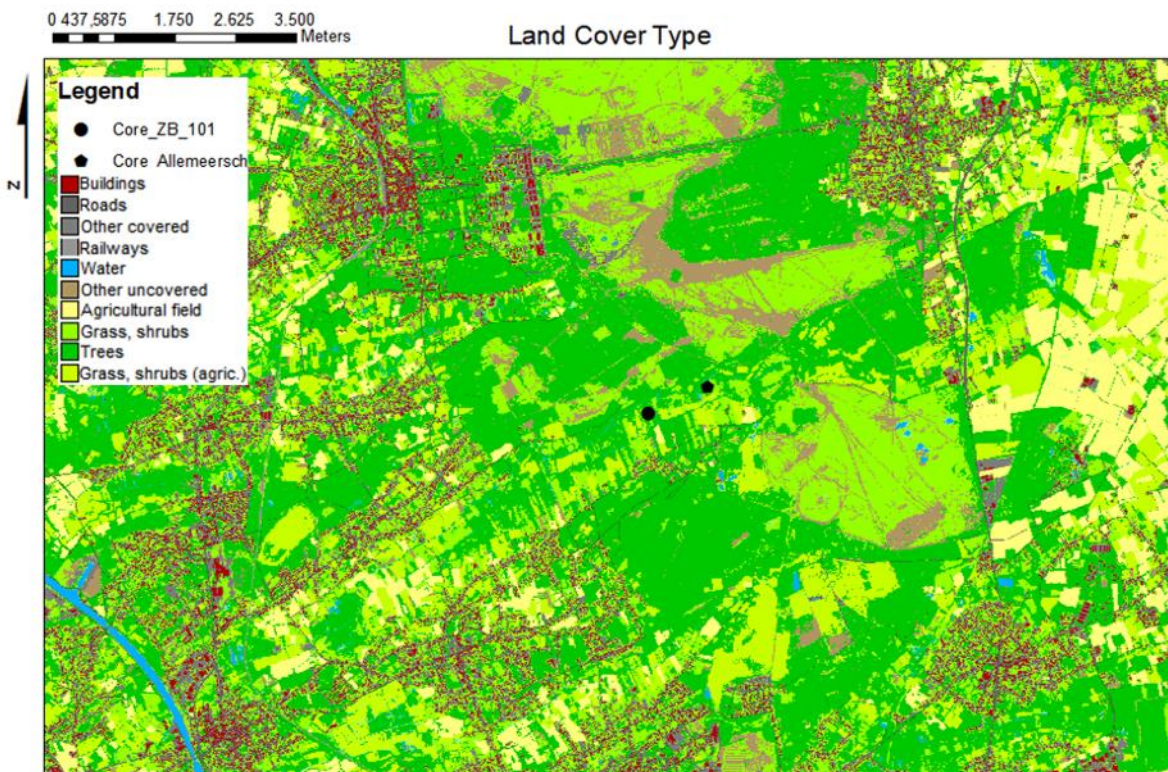 0 437,5875 1.750 2.625 3.500
Meters
Land Cover Type
N
Legend
Core_ZB_101
Core Allemeersch
Buildings
Roads
Other covered
Railways
Water
Other uncovered
Agricultural field
Grass, shrubs
Trees
Grass, shrubs (agric.)